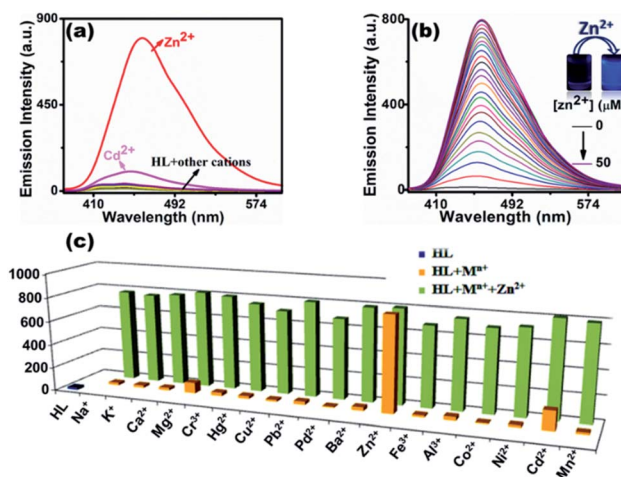 (a)
900
450
0
Emission Intensity (a.u.)
Zn2+
Cd2+
HL+other cations
410 492 574
Wavelength (nm)
(b)
800
400
0
Emission Intensity (a.u.)
Zn2+
[zn2+] (μM
0
50
410 492 574
Wavelength (nm)
(c)
HL
HL+Mn+
HL+Mn++Zn2+
1000
800
600
400
200
0
HL Na+ K+ Ca2+ Mg2+ Cr3+ Hg2+ Cu2+ Pb2+ Pd2+ Ba2+ Zn2+ Fe3+ Al3+ Co2+ Ni2+ Cd2+ Mn2+